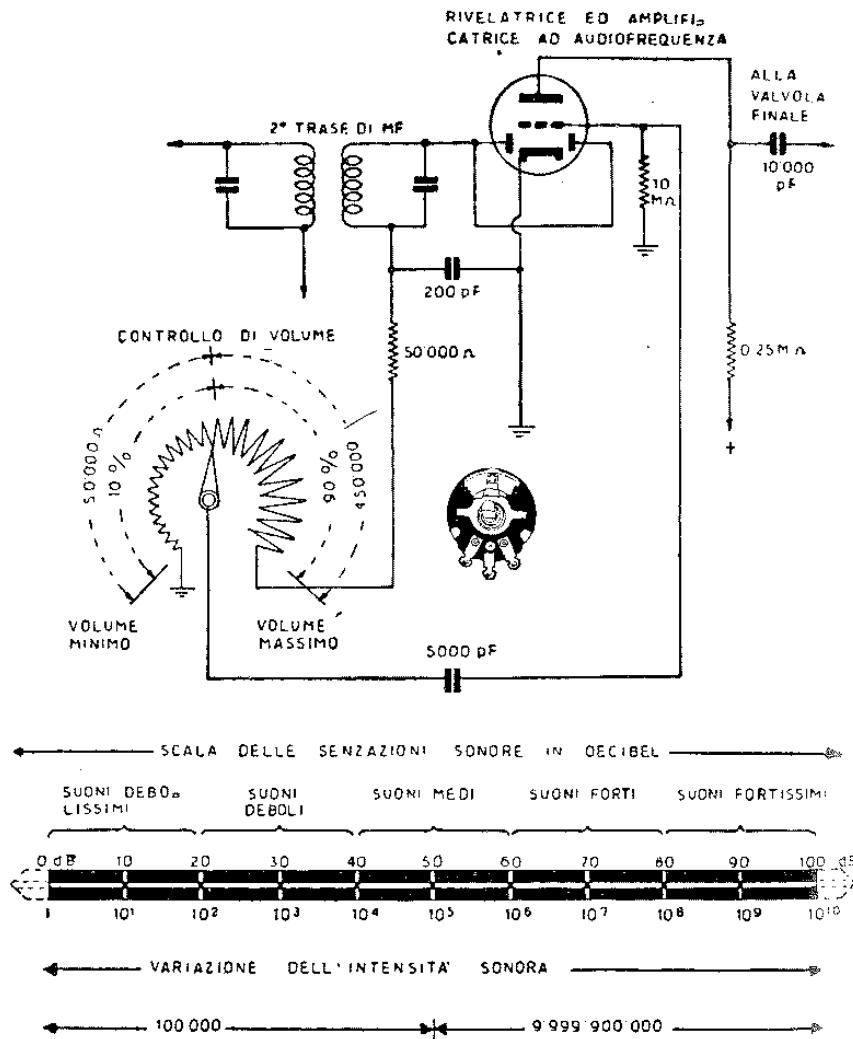 RIVELATRICE ED AMPLIFI=
CATRICE AD AUDIOFREQUENZA
ALLA
VALVOLA
FINALE
2° TRASF. DI MF
10
MΩ
10'000
pF
200 pF
CONTROLLO DI VOLUME
50'000 Ω
0.25 MΩ
+
50'000 Ω
10%
90%
450'000
VOLUME
MINIMO
VOLUME
MASSIMO
5000 pF
SCALA DELLE SENZAZIONI SONORE IN DECIBEL
SUONI DEBO=
LISSIMI
SUONI
DEBOLI
SUONI MEDI
SUONI FORTI
SUONI FORTISSIMI
0 dB 10 20 30 40 50 60 70 80 90 100 dB
1 10¹ 10² 10³ 10⁴ 10⁵ 10⁶ 10⁷ 10⁸ 10⁹ 10¹⁰
VARIAZIONE DELL'INTENSITA' SONORA
100'000
9'999'900'000